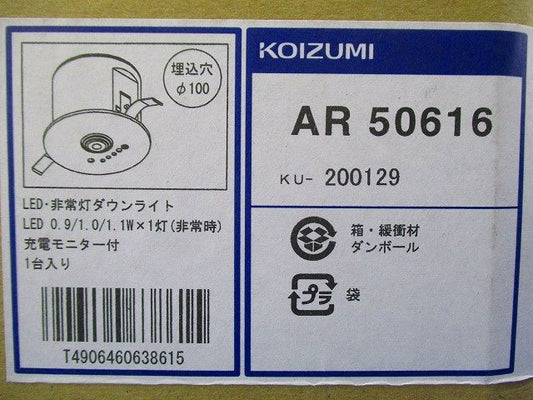 埋込穴
φ100
LED・非常灯ダウンライト
LED 0.9/1.0/1.1W×1灯(非常時)
充電モニター付
1台入り
T4906460638615
KOIZUMI
AR 50616
KU- 200129
箱・緩衝材
ダンボール
プラ
袋